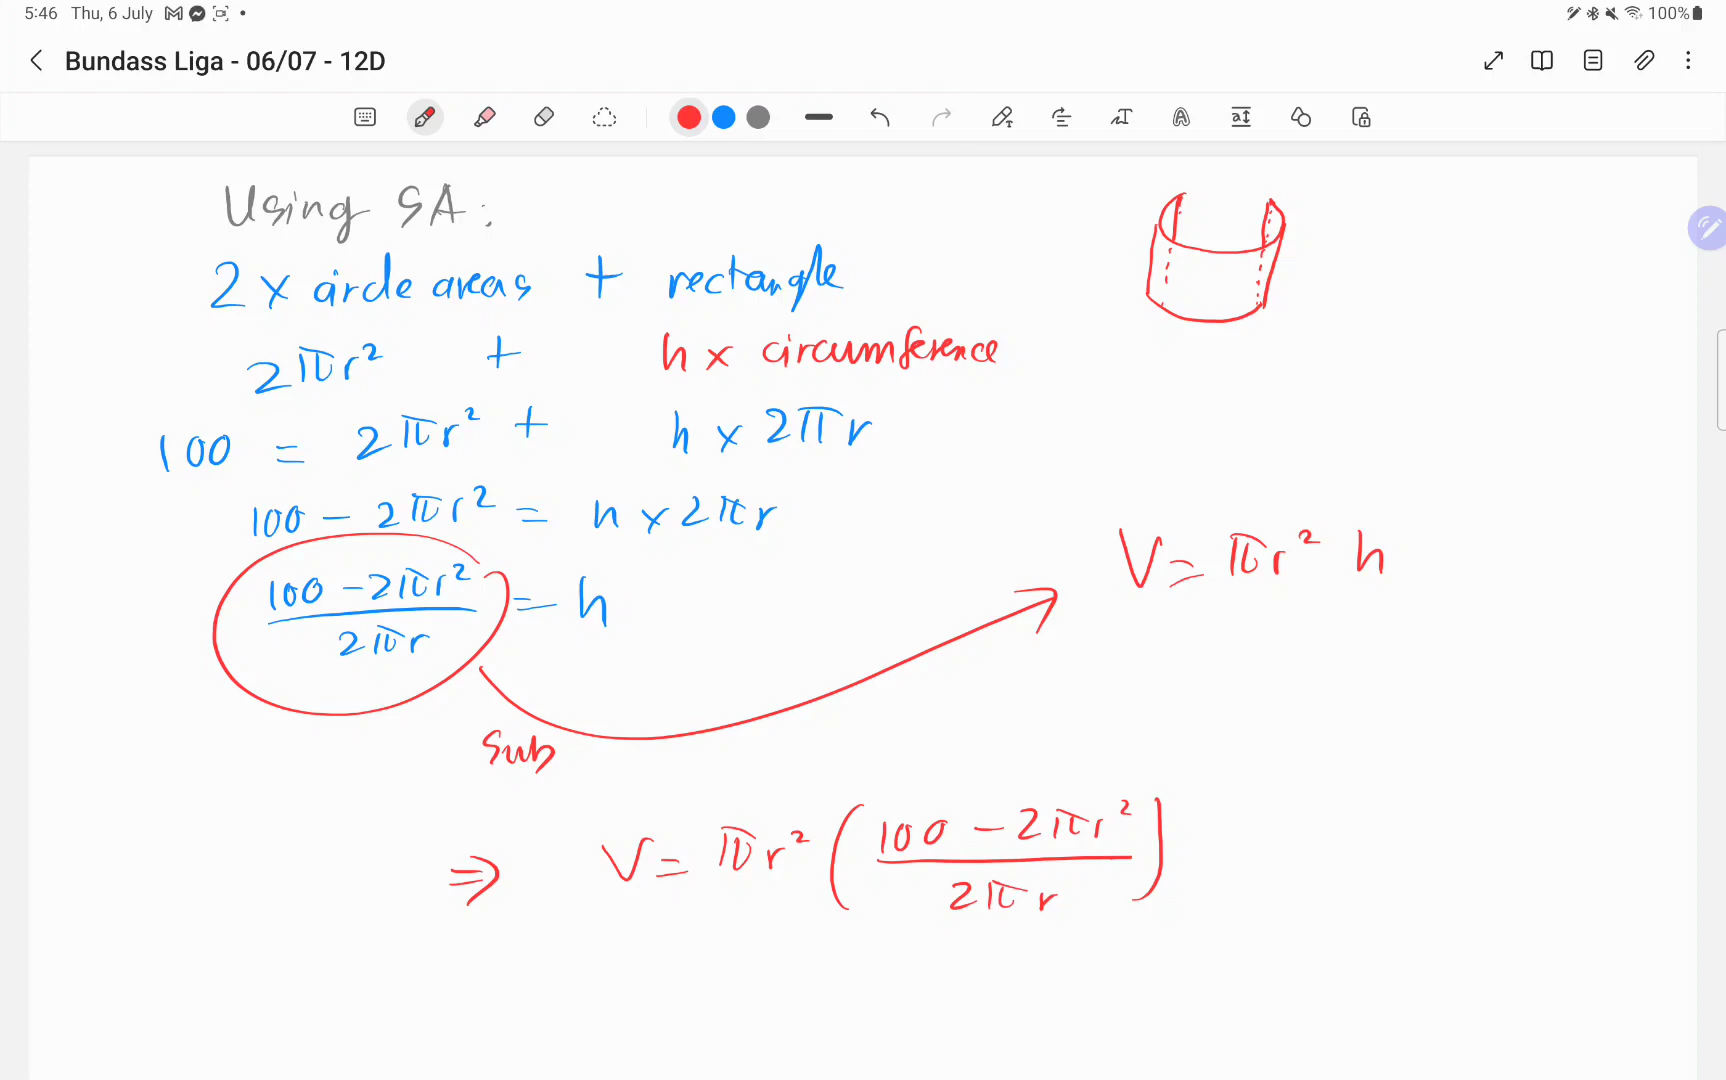 5:46 Thu, 6 July 100%
Bundass Liga - 06/07 - 12D
Using SA:
2 x circle areas + rectangle
2πr² + h x circumference
100 = 2πr² + h x 2πr
100 - 2πr² = h x 2πr
(100 - 2πr²)/(2πr) = h
V = πr² h
Sub
⇒ V = πr² ((100 - 2πr²)/(2πr))